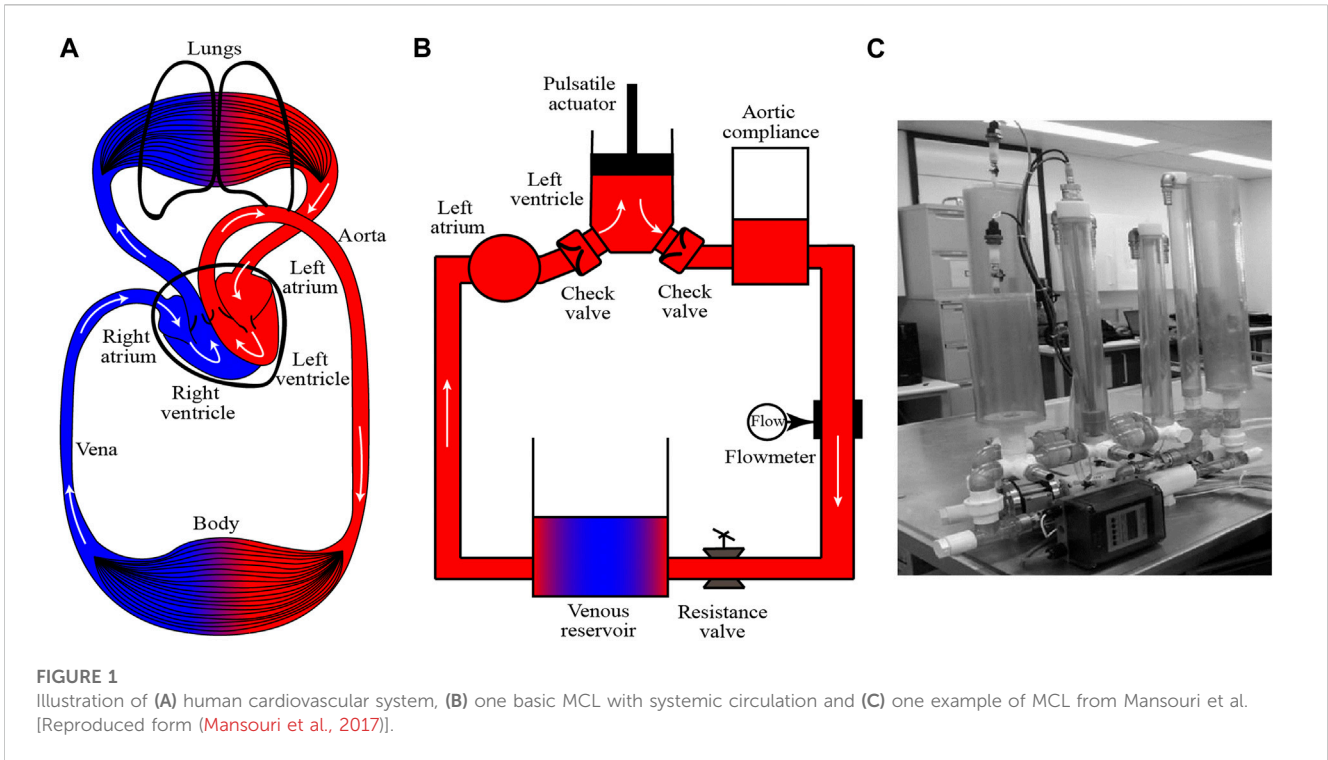 A
Lungs
Aorta
Left
atrium
Right
atrium
Left
ventricle
Right
ventricle
Vena
Body
B
Pulsatile
actuator
Aortic
compliance
Left
ventricle
Left
atrium
Check
valve
Check
valve
Flow
Flowmeter
Venous
reservoir
Resistance
valve
C
FIGURE 1
Illustration of (A) human cardiovascular system, (B) one basic MCL with systemic circulation and (C) one example of MCL from Mansouri et al.
[Reproduced form (Mansouri et al., 2017)].